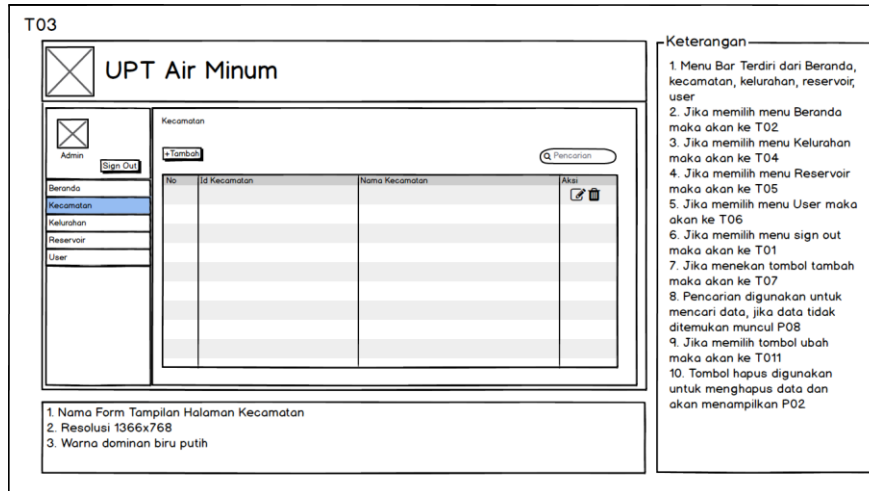 T03
UPT Air Minum
Admin
Sign Out
Beranda
Kecamatan
Kelurahan
Reservoir
User
Kecamatan
+Tambah
Pencarian
No Id Kecamatan Nama Kecamatan Aksi
Keterangan
1. Menu Bar Terdiri dari Beranda,
kecamatan, kelurahan, reservoir,
user
2. Jika memilih menu Beranda
maka akan ke T02
3. Jika memilih menu Kelurahan
maka akan ke T04
4. Jika memilih menu Reservoir
maka akan ke T05
5. Jika memilih menu User maka
akan ke T06
6. Jika memilih menu sign out
maka akan ke T01
7. Jika menekan tombol tambah
maka akan ke T07
8. Pencarian digunakan untuk
mencari data, jika data tidak
ditemukan muncul P08
9. Jika memilih tombol ubah
maka akan ke T011
10. Tombol hapus digunakan
untuk menghapus data dan
akan menampilkan P02
1. Nama Form Tampilan Halaman Kecamatan
2. Resolusi 1366x768
3. Warna dominan biru putih